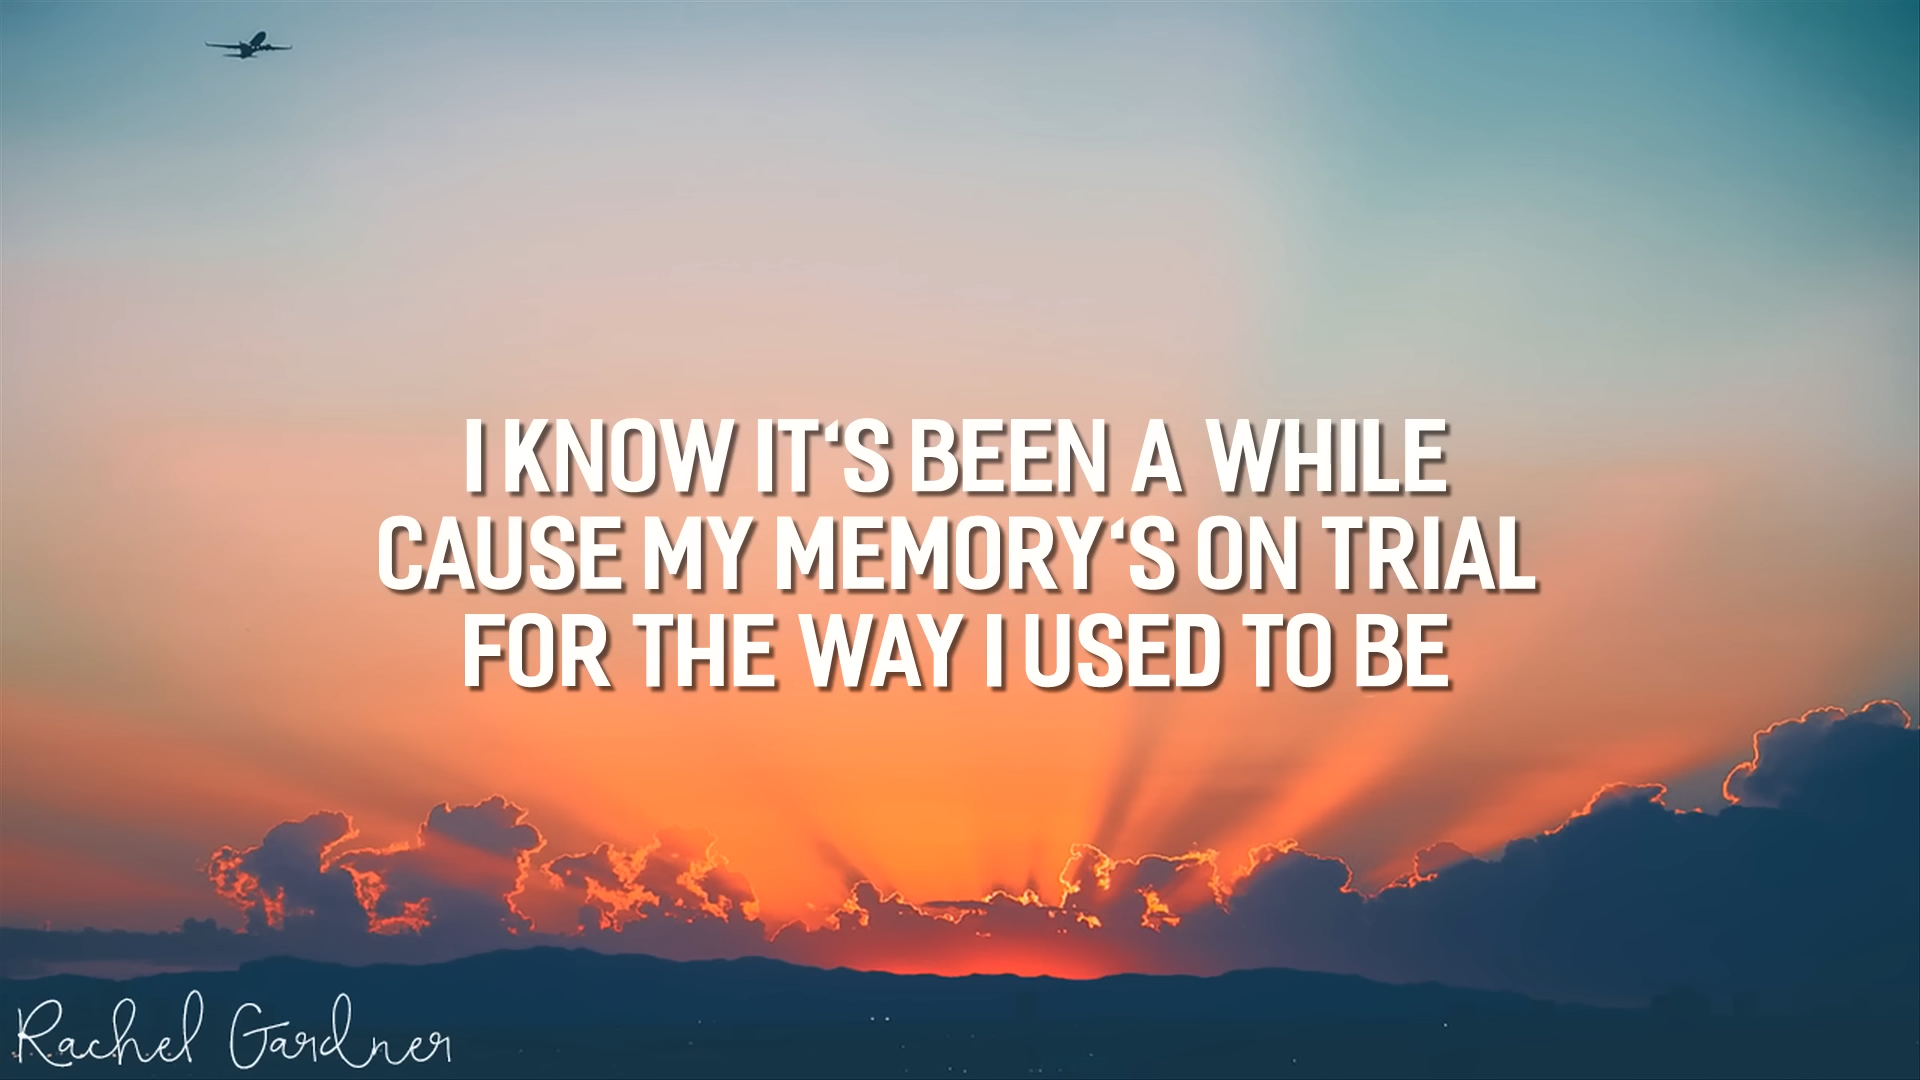 I KNOW IT‘S BEEN A WHILE
CAUSE MY MEMORY‘S ON TRIAL
FOR THE WAY I USED TO BE
Rachel Gardner